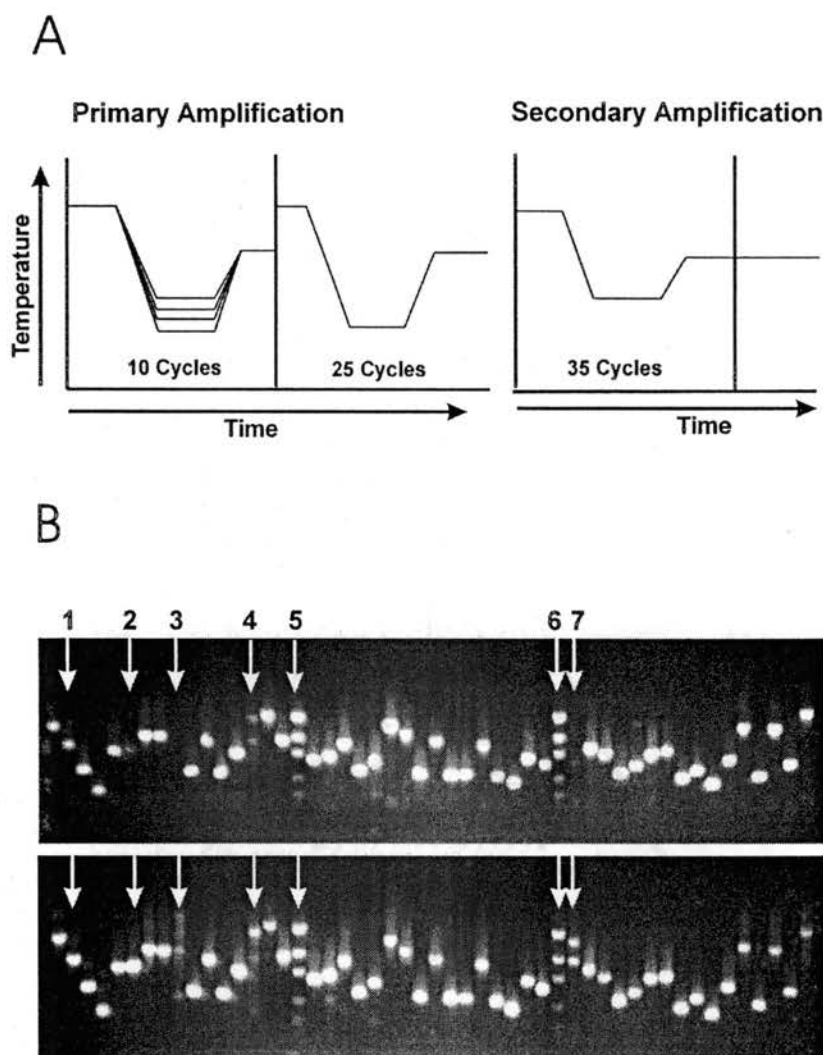 A
Primary Amplification
Secondary Amplification
Temperature
10 Cycles
25 Cycles
35 Cycles
Time
Time
B
1 2 3 4 5 6 7